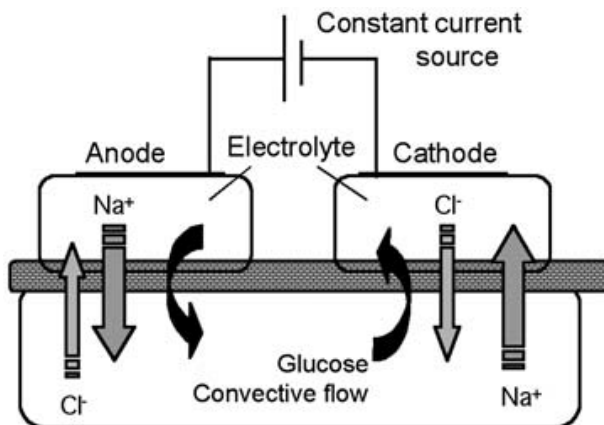 Constant current
source
Anode
Electrolyte
Cathode
Na+
Cl-
Glucose
Convective flow
Cl-
Na+